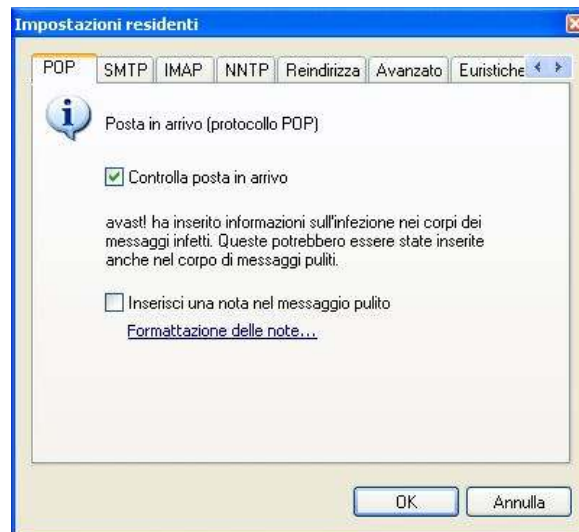 Impostazioni residenti
POP SMTP IMAP NNTP Reindirizza Avanzato Euristiche
Posta in arrivo (protocollo POP)
Controlla posta in arrivo
avast! ha inserito informazioni sull'infezione nei corpi dei
messaggi infetti. Queste potrebbero essere state inserite
anche nel corpo di messaggi puliti.
Inserisci una nota nel messaggio pulito
Formattazione delle note...
OK Annulla